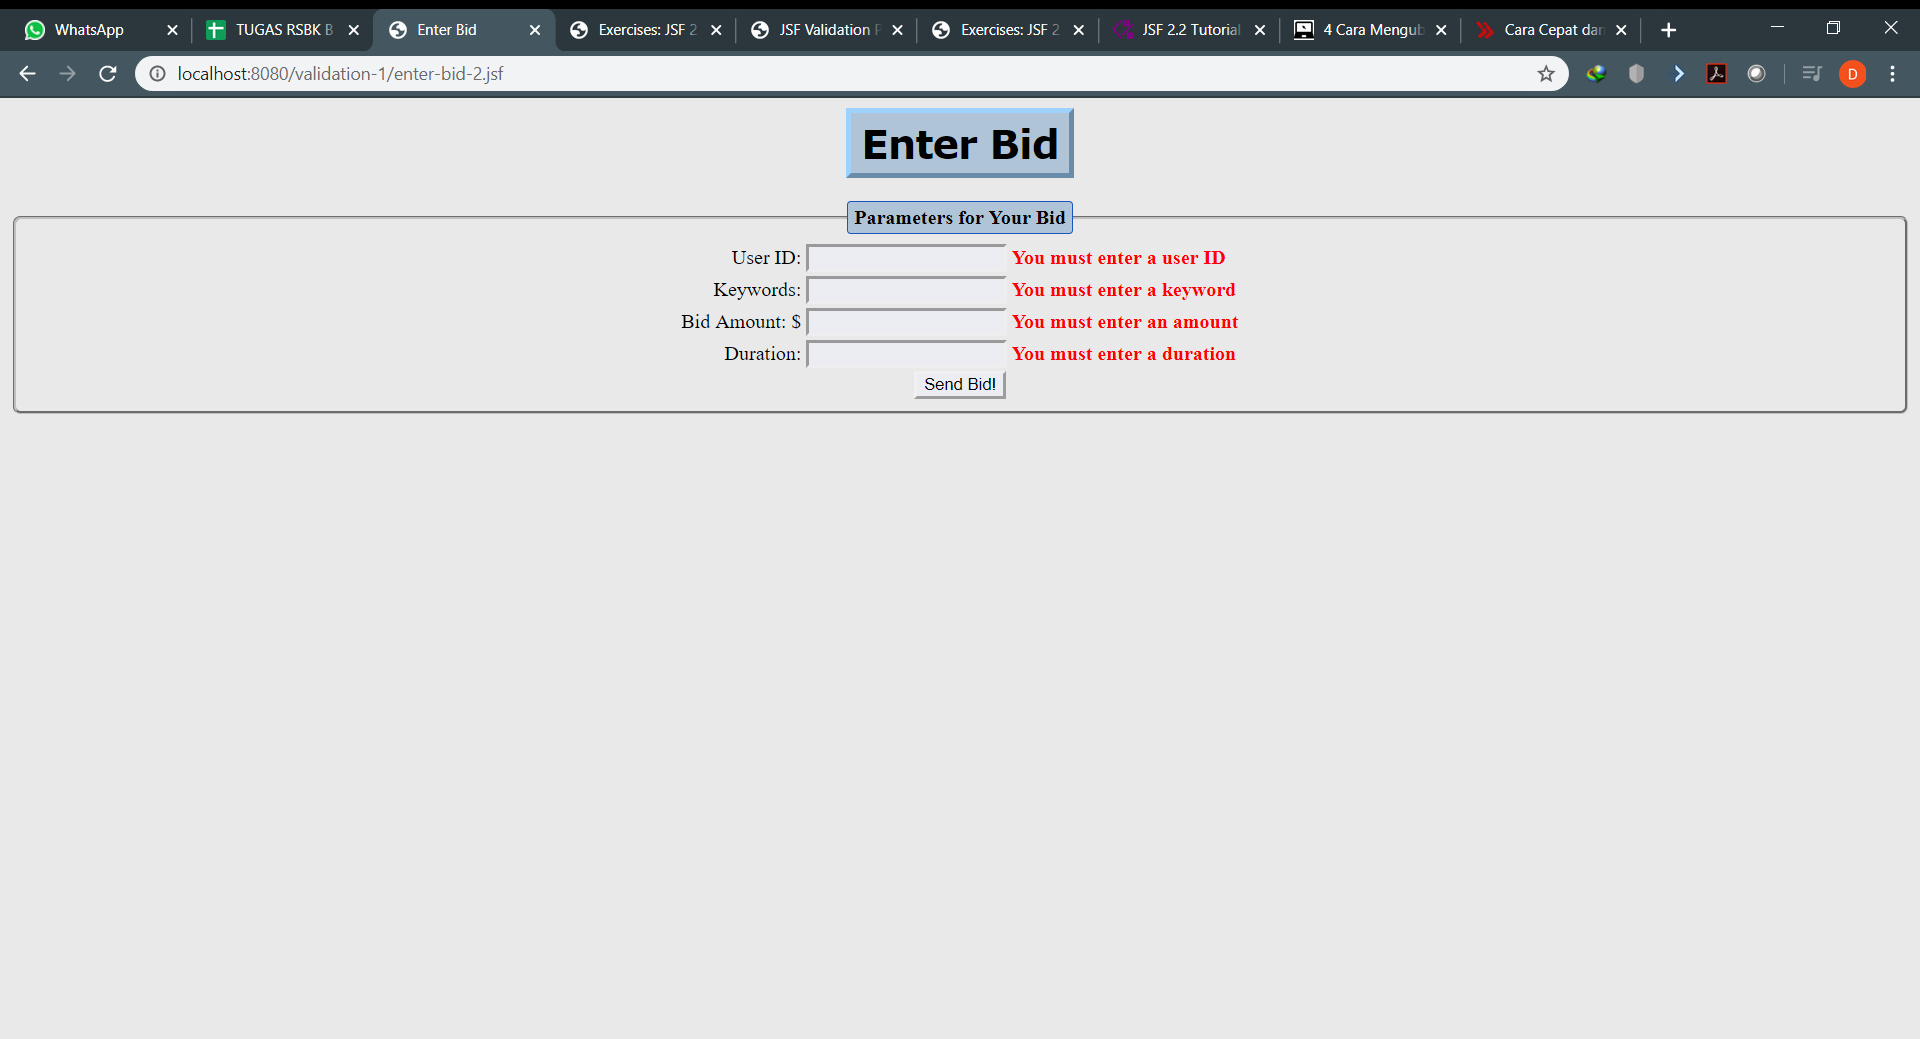 WhatsApp
TUGAS RSBK B
Enter Bid
Exercises: JSF 2
JSF Validation
Exercises: JSF 2
JSF 2.2 Tutorial
4 Cara Mengub
Cara Cepat dan
localhost:8080/validation-1/enter-bid-2.jsf
D
Enter Bid
Parameters for Your Bid
User ID: You must enter a user ID
Keywords: You must enter a keyword
Bid Amount: $ You must enter an amount
Duration: You must enter a duration
Send Bid!